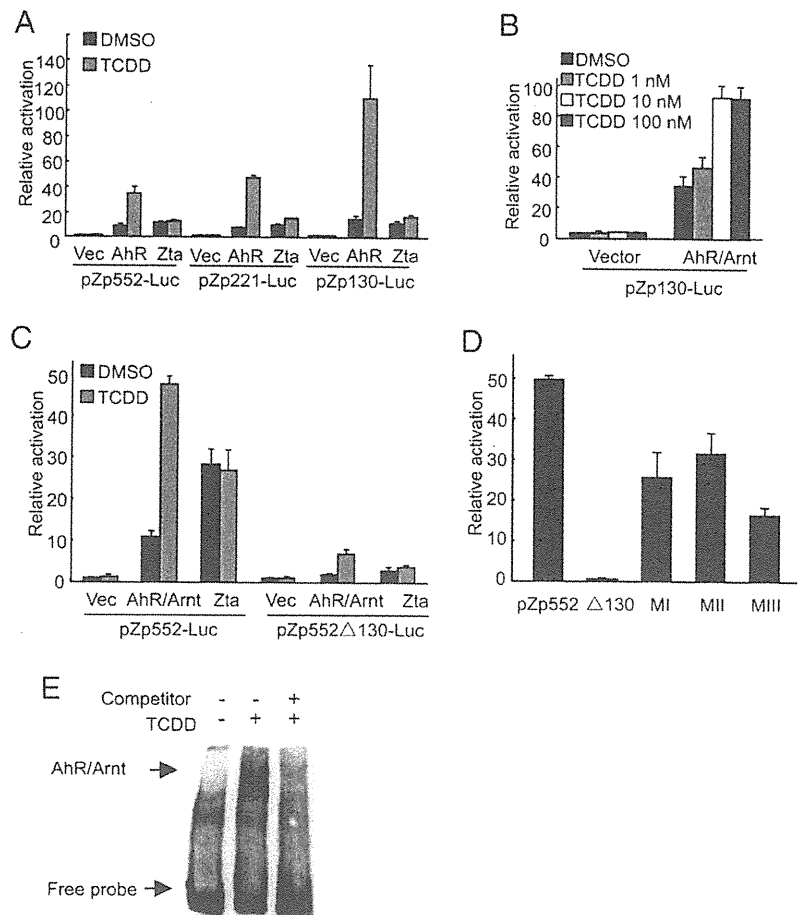 A
DMSO
TCDD
Relative activation
140
120
100
80
60
40
20
0
Vec AhR Zta Vec AhR Zta Vec AhR Zta
pZp552-Luc pZp221-Luc pZp130-Luc
B
DMSO
TCDD 1 nM
TCDD 10 nM
TCDD 100 nM
Relative activation
100
80
60
40
20
0
Vector AhR/Arnt
pZp130-Luc
C
DMSO
TCDD
Relative activation
50
40
30
20
10
0
Vec AhR/Arnt Zta Vec AhR/Arnt Zta
pZp552-Luc pZp552△130-Luc
D
Relative activation
50
40
30
20
10
0
pZp552 △130 MI MII MIII
E
Competitor - - +
TCDD - + +
AhR/Arnt
Free probe